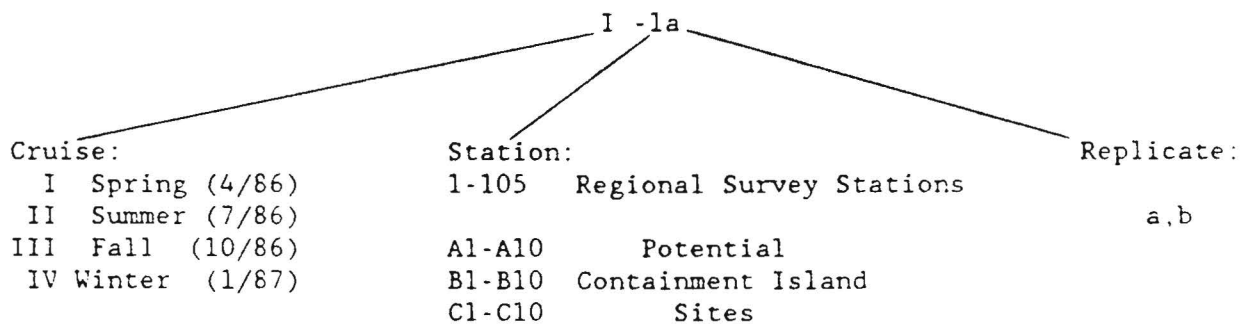 I -1a
Cruise: Station: Replicate:
I Spring (4/86) 1-105 Regional Survey Stations
II Summer (7/86) a,b
III Fall (10/86) A1-A10 Potential
IV Winter (1/87) B1-B10 Containment Island
C1-C10 Sites